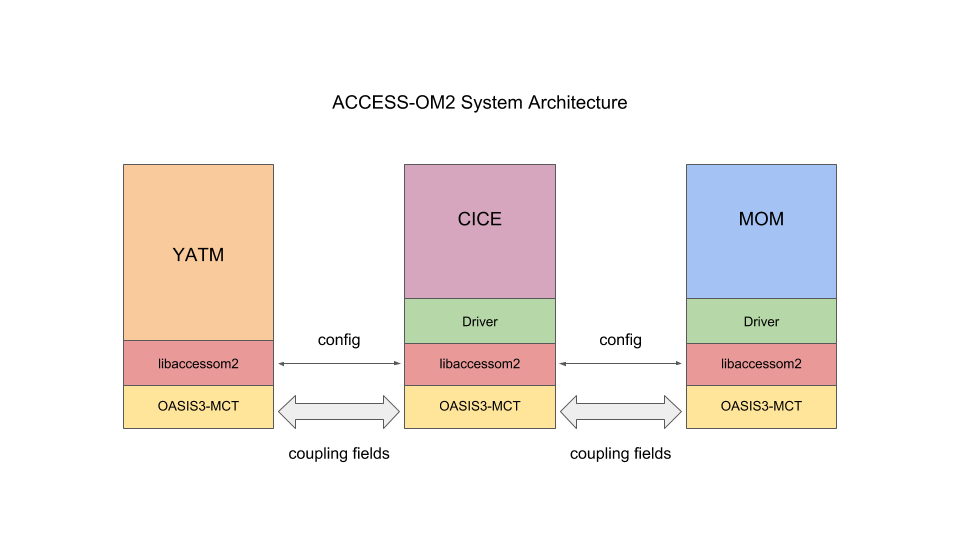 ACCESS-OM2 System Architecture
YATM
CICE
MOM
Driver
Driver
config
config
libaccessom2
libaccessom2
libaccessom2
OASIS3-MCT
OASIS3-MCT
OASIS3-MCT
coupling fields
coupling fields